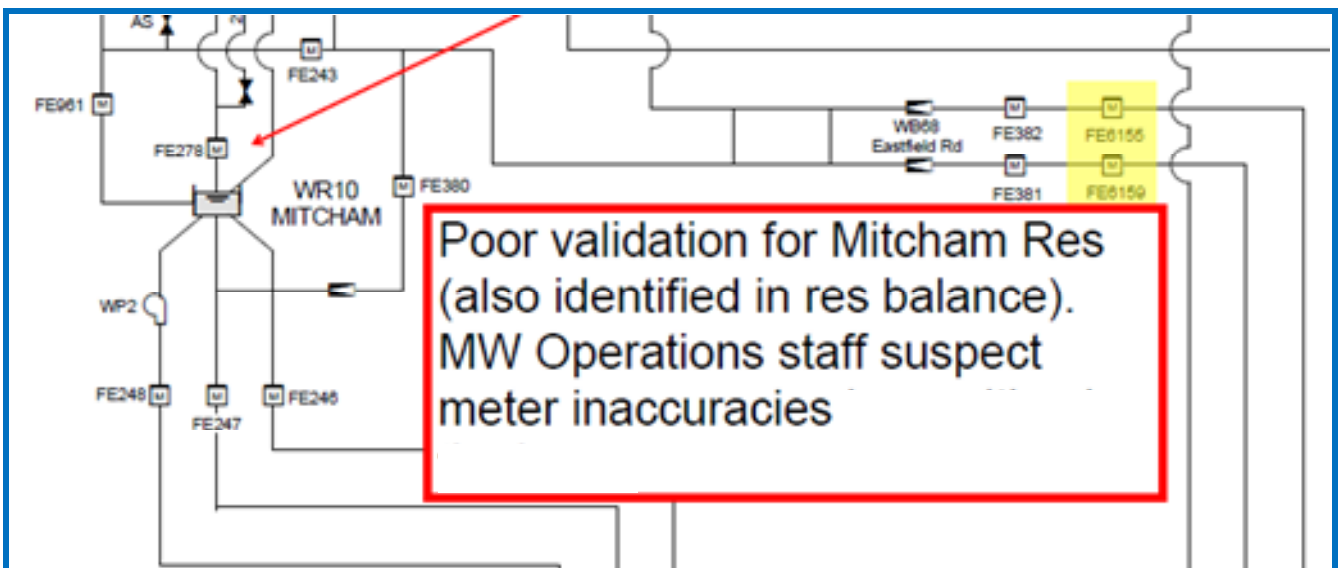 AS
FE243
FE961
FE278
WR10
MITCHAM
FE380
WB68
Eastfield Rd
FE382
FE6155
FE381
FE6159
Poor validation for Mitcham Res
(also identified in res balance).
MW Operations staff suspect
meter inaccuracies
WP2
FE248
FE247
FE246